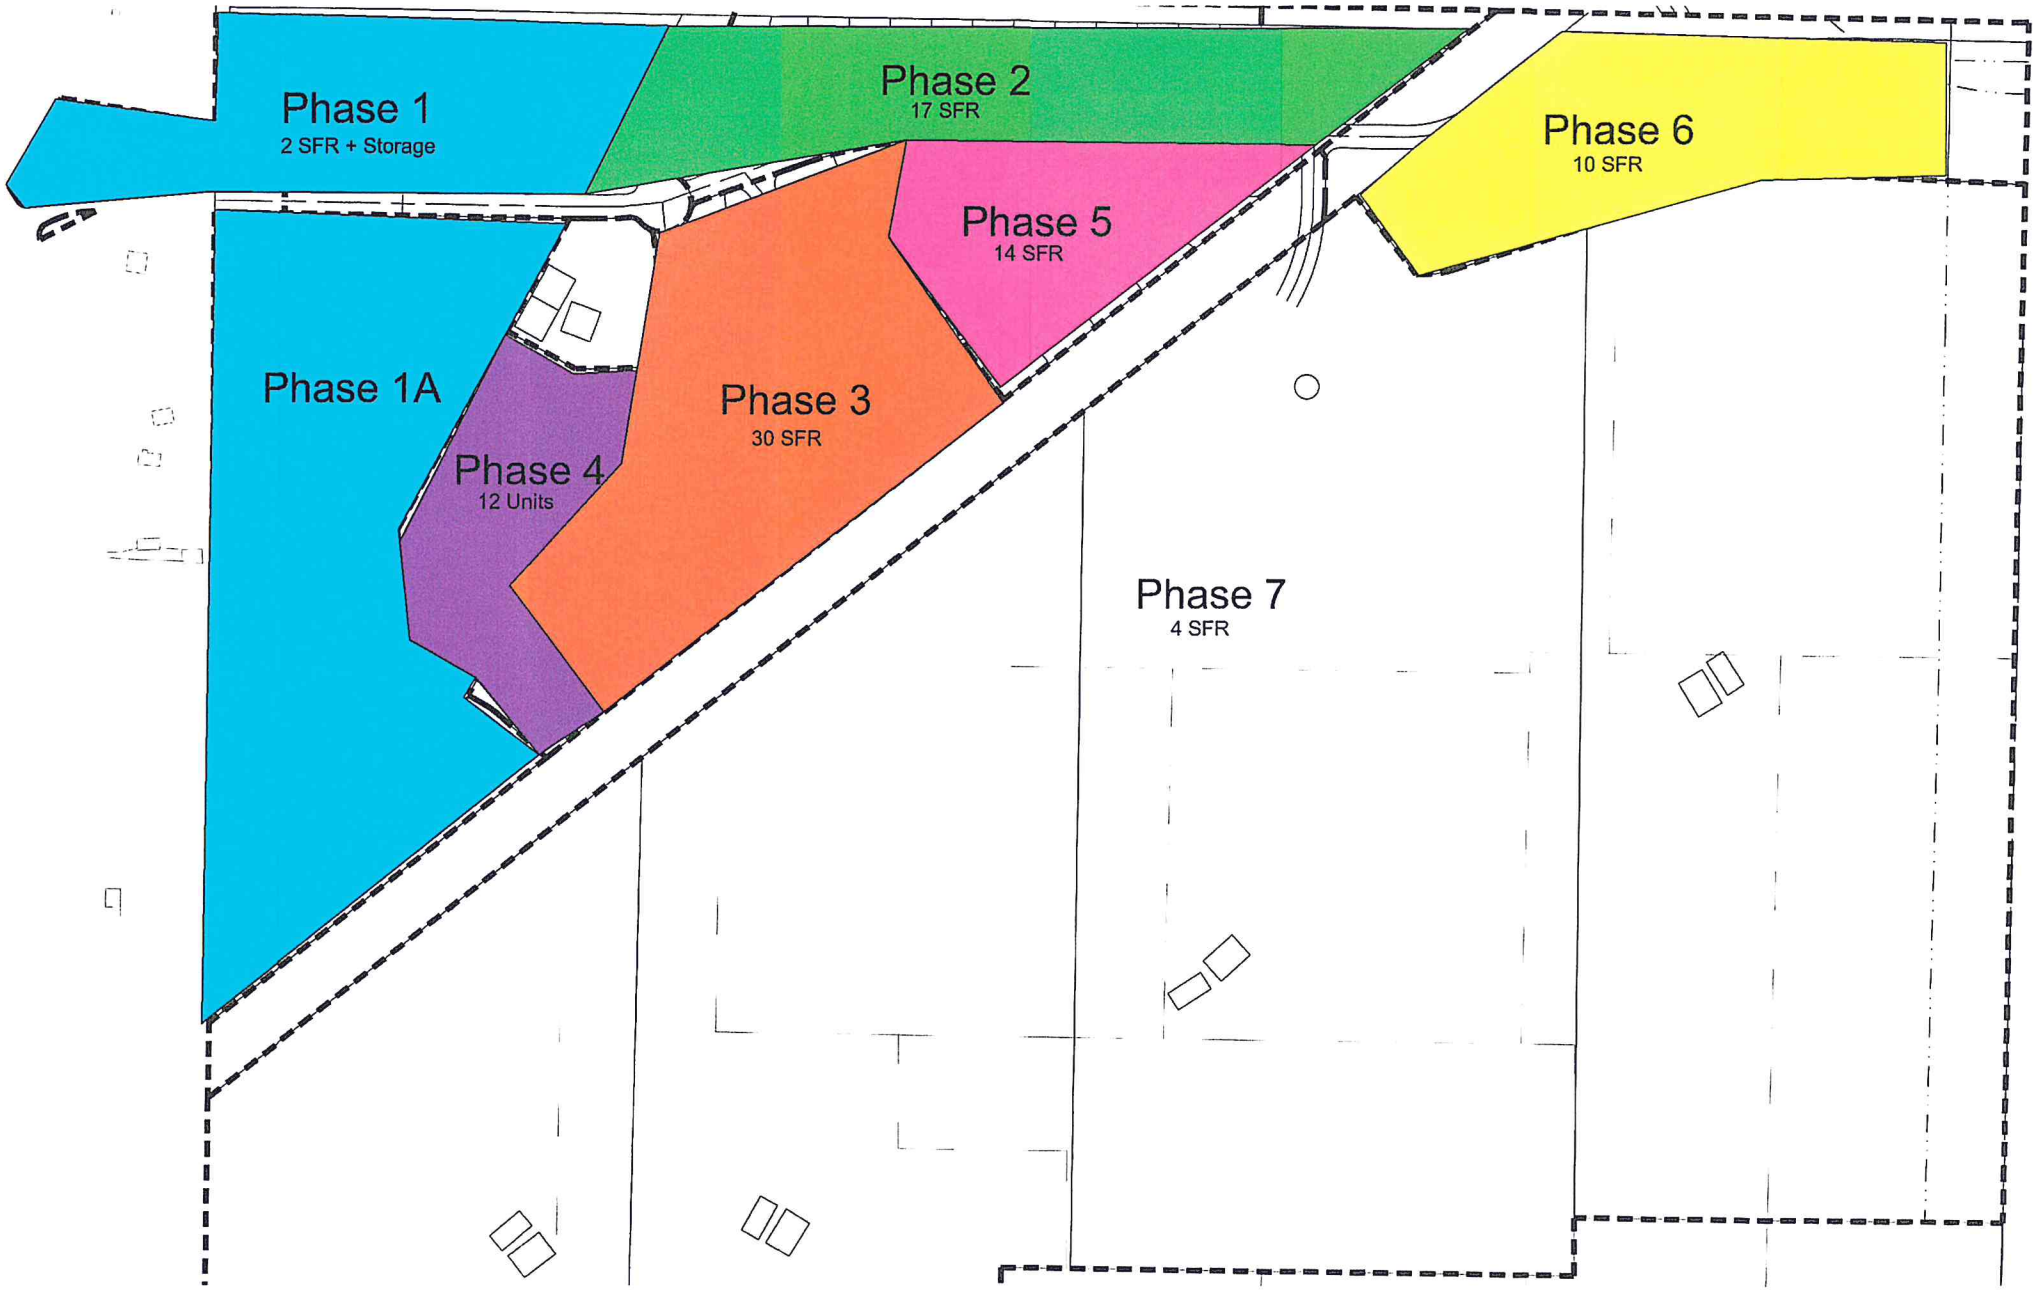 Phase 1
2 SFR + Storage
Phase 2
17 SFR
Phase 6
10 SFR
Phase 5
14 SFR
Phase 1A
Phase 3
30 SFR
Phase 4
12 Units
Phase 7
4 SFR